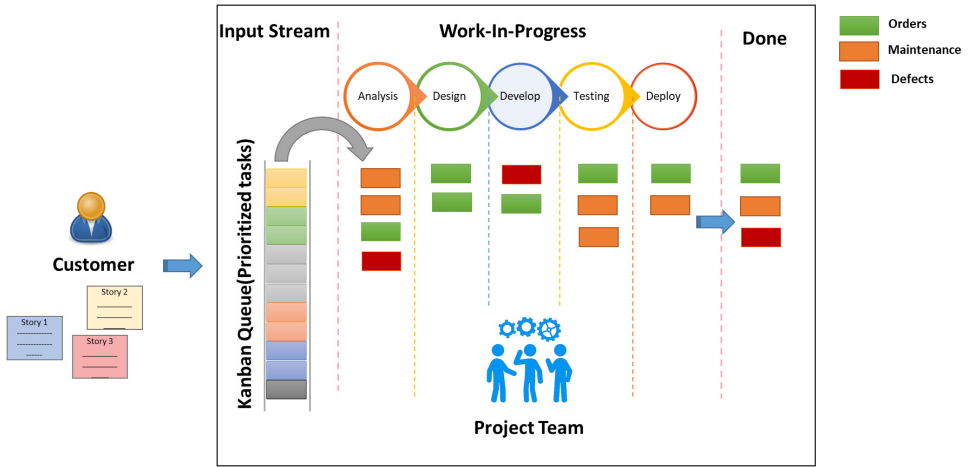 Input Stream
Work-In-Progress
Done
Orders
Maintenance
Defects
Analysis
Design
Develop
Testing
Deploy
Kanban Queue(Prioritized tasks)
Customer
Story 1
Story 2
Story 3
Project Team